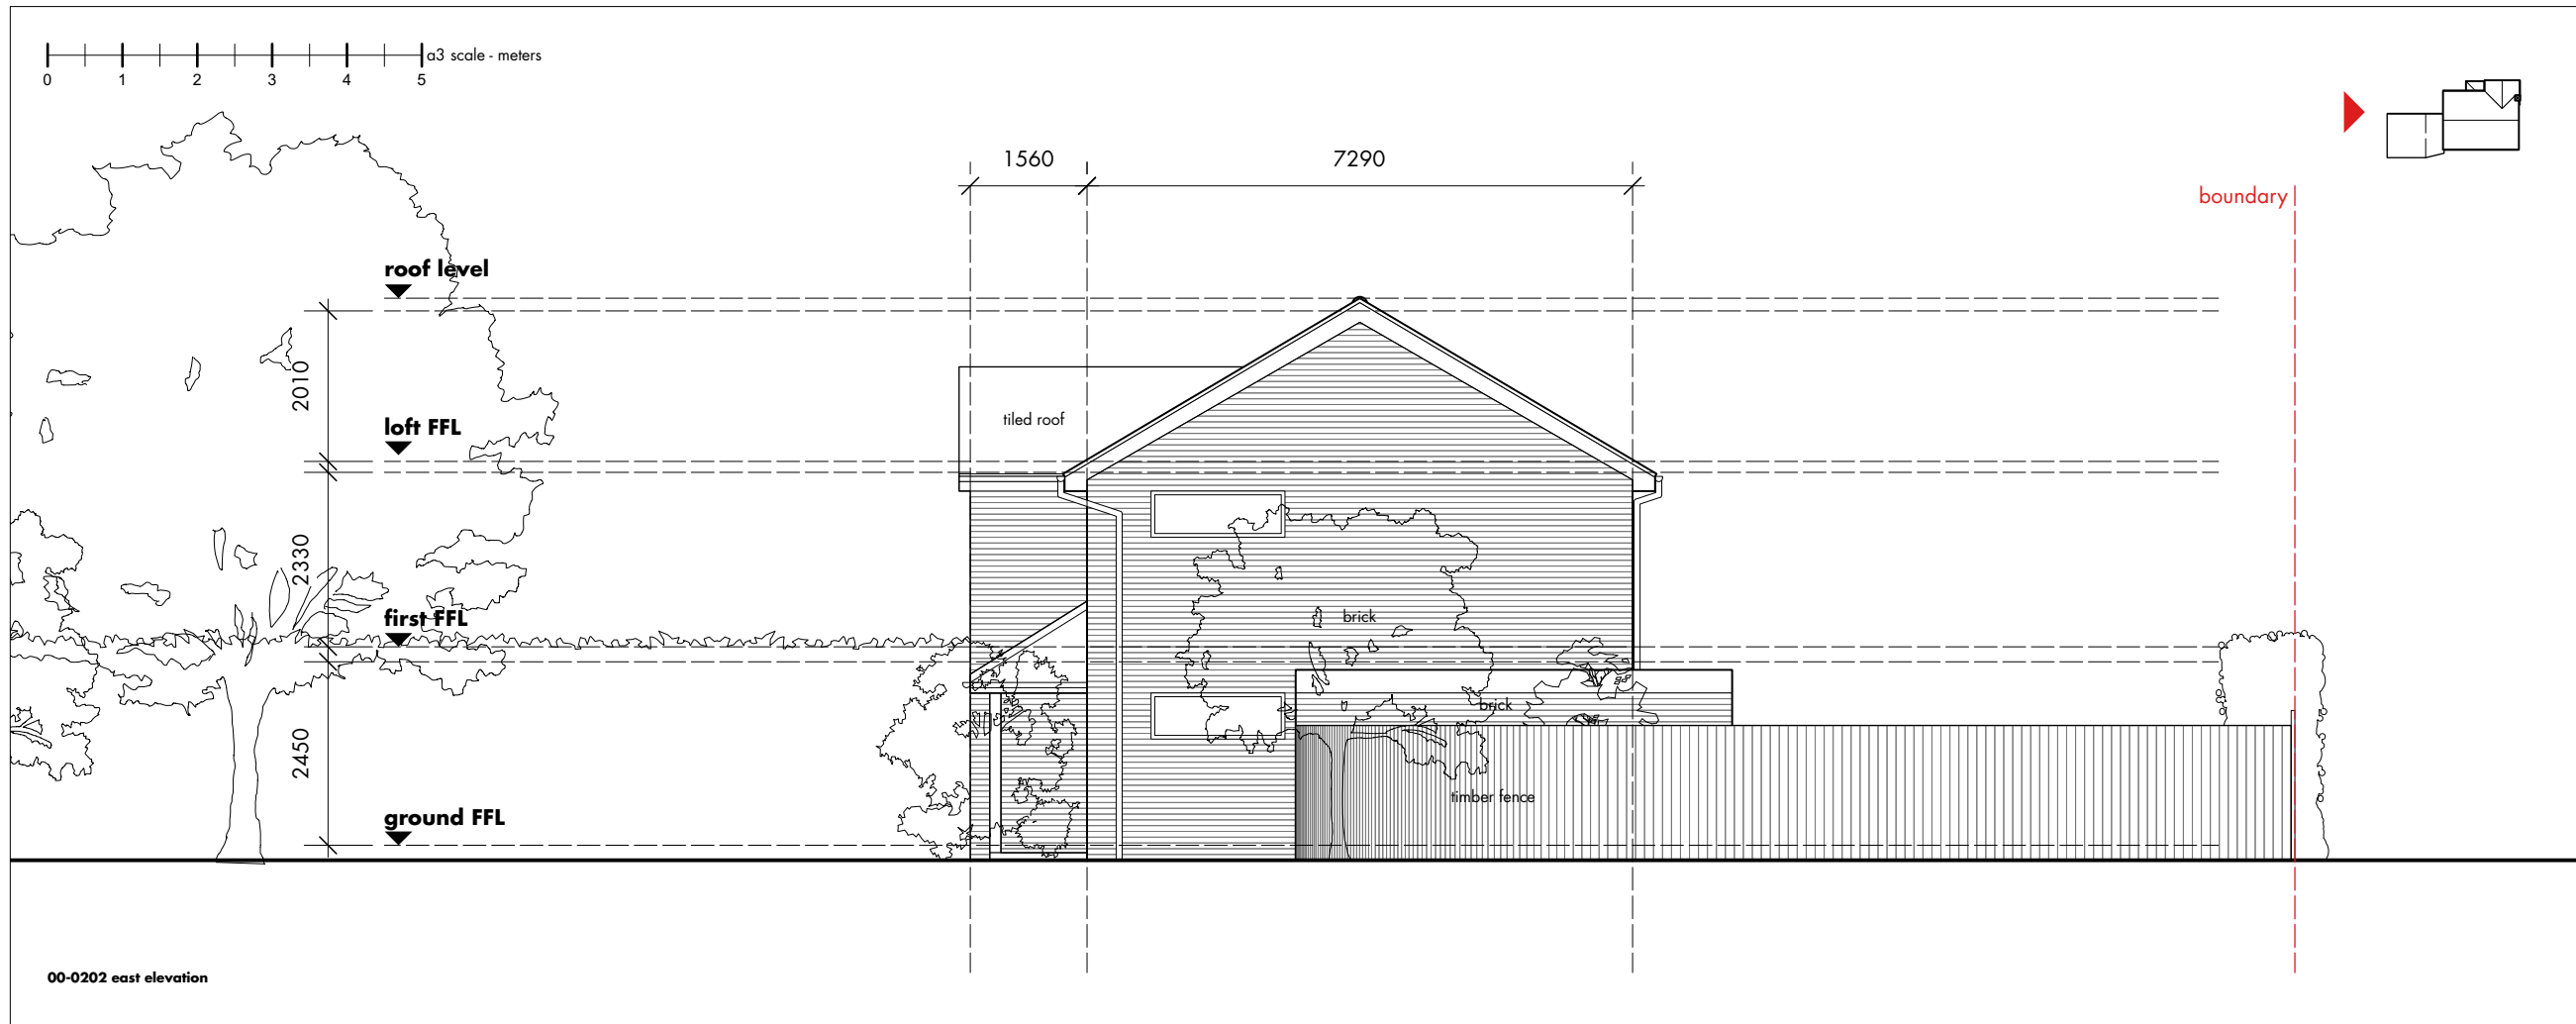 a3 scale - meters
0 1 2 3 4 5
1560
7290
boundary
roof level
2010
loft FFL
tiled roof
2330
first FFL
brick
brick
2450
timber fence
ground FFL
00-0202 east elevation